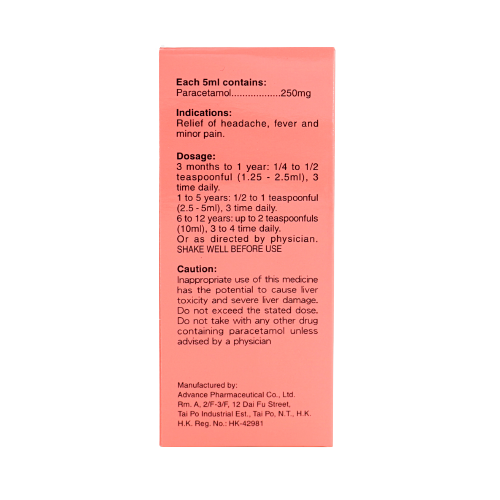 Each 5ml contains:
Paracetamol..................250mg
Indications:
Relief of headache, fever and
minor pain.
Dosage:
3 months to 1 year: 1/4 to 1/2
teaspoonful (1.25 - 2.5ml), 3
time daily.
1 to 5 years: 1/2 to 1 teaspoonful
(2.5 - 5ml), 3 time daily.
6 to 12 years: up to 2 teaspoonfuls
(10ml), 3 to 4 time daily.
Or as directed by physician.
SHAKE WELL BEFORE USE
Caution:
Inappropriate use of this medicine
has the potential to cause liver
toxicity and severe liver damage.
Do not exceed the stated dose.
Do not take with any other drug
containing paracetamol unless
advised by a physician
Manufactured by:
Advance Pharmaceutical Co., Ltd.
Rm. A, 2/F-3/F, 12 Dai Fu Street,
Tai Po Industrial Est., Tai Po, N.T., H.K.
H.K. Reg. No.: HK-42981